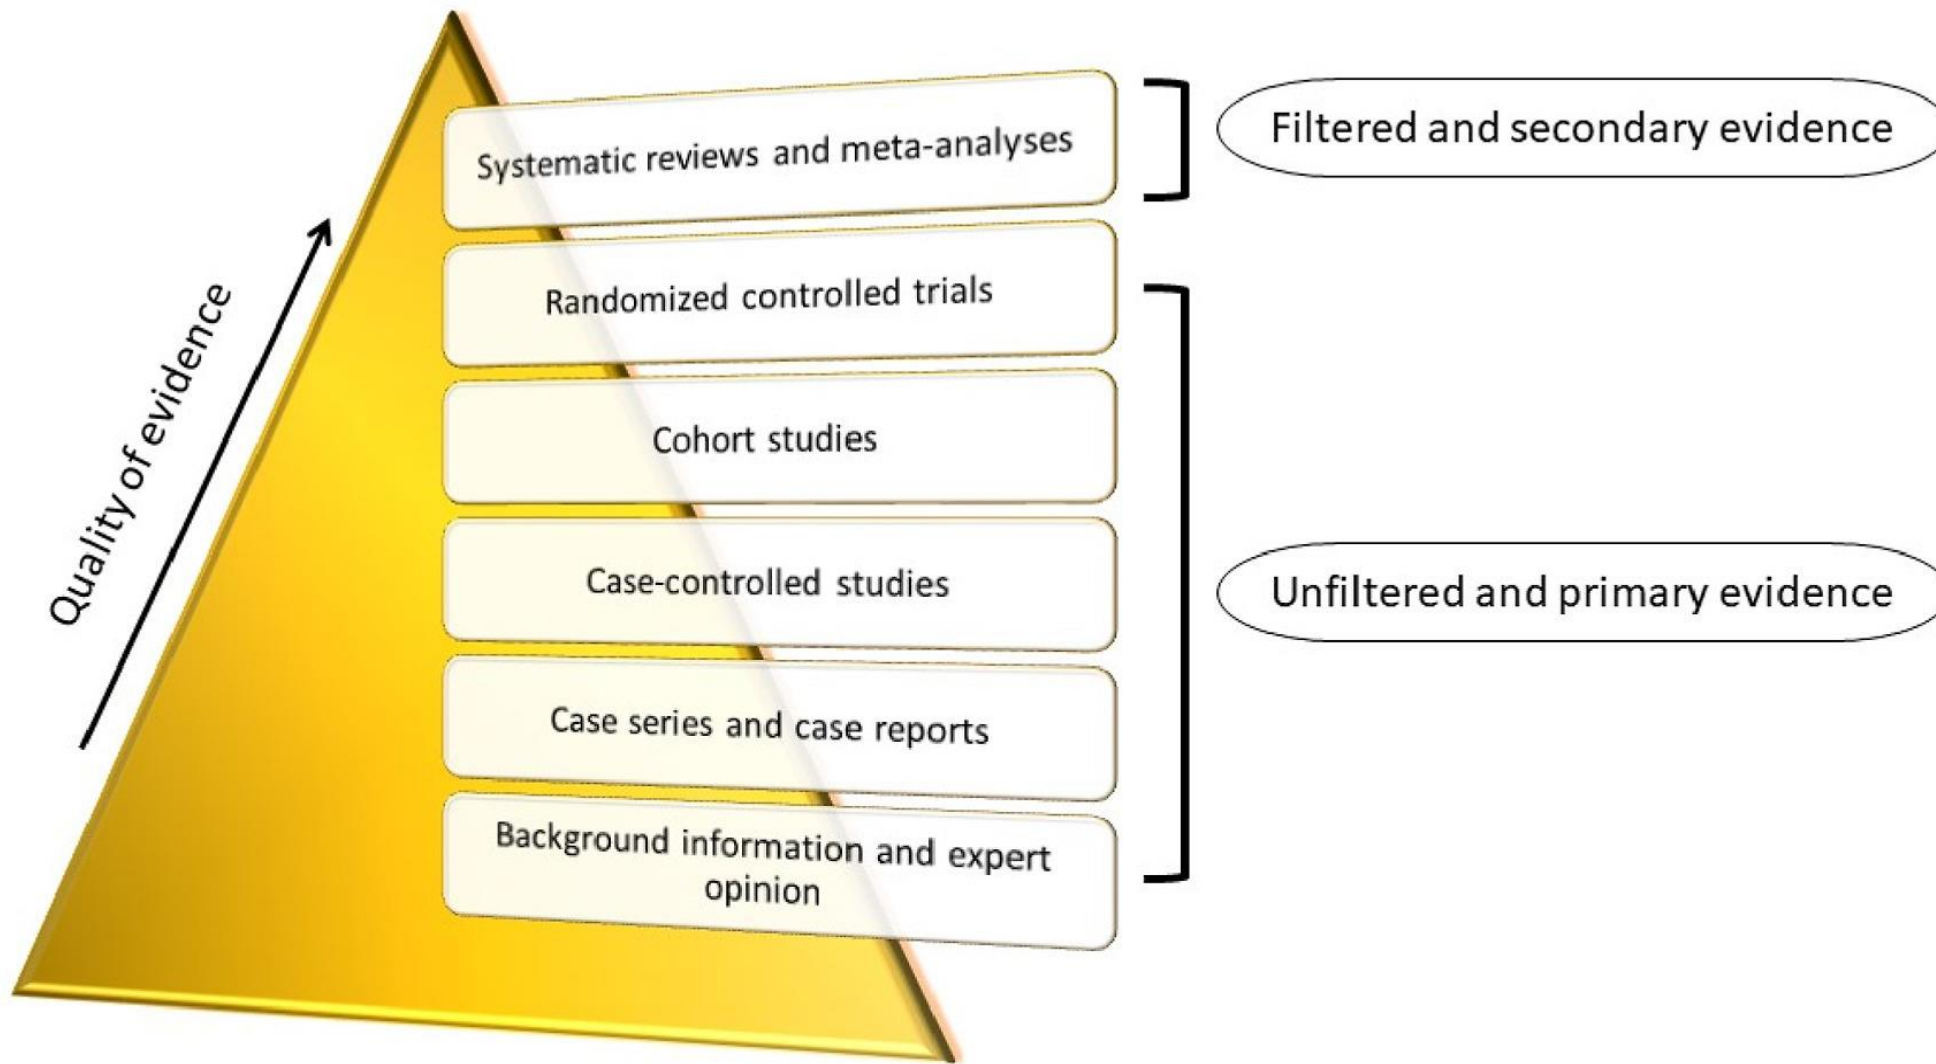 Systematic reviews and meta-analyses
Filtered and secondary evidence
Quality of evidence
Randomized controlled trials
Cohort studies
Case-controlled studies
Unfiltered and primary evidence
Case series and case reports
Background information and expert
opinion